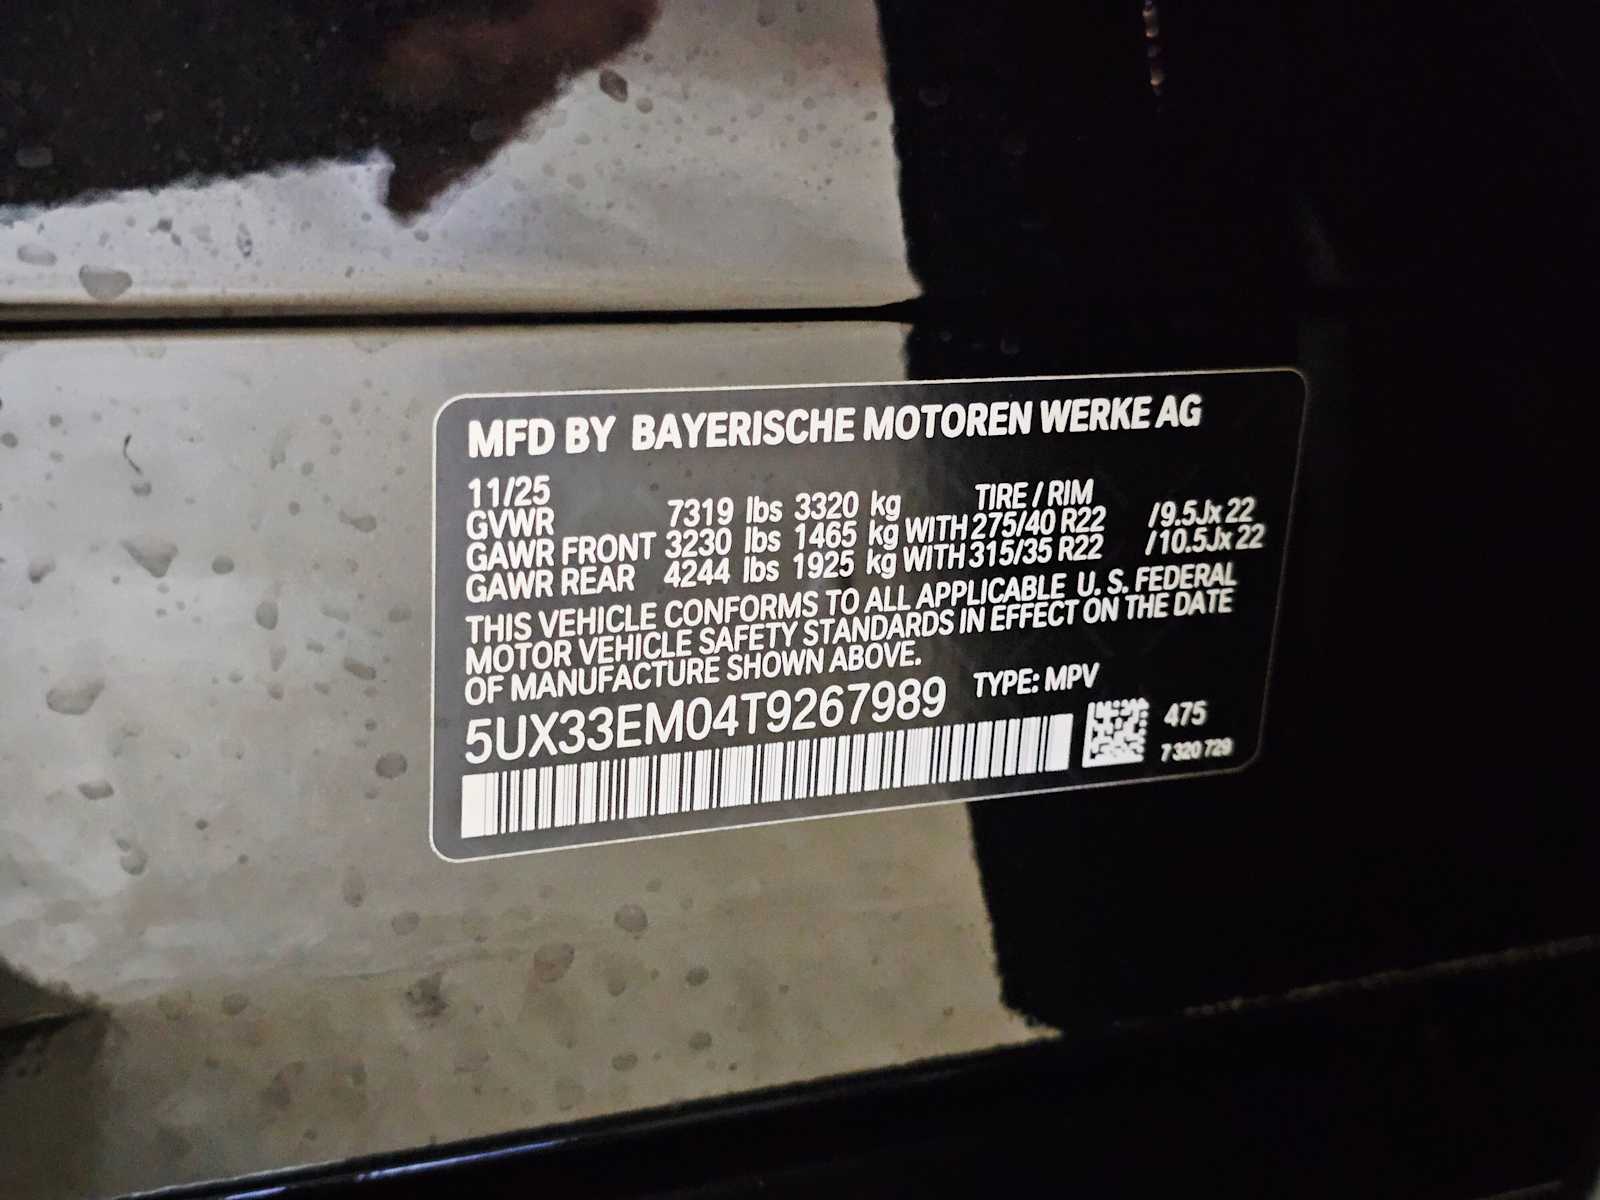 MFD BY BAYERISCHE MOTOREN WERKE AG
11/25 TIRE / RIM
GVWR 7319 lbs 3320 kg
GAWR FRONT 3230 lbs 1465 kg WITH 275/40 R22 /9.5Jx22
GAWR REAR 4244 lbs 1925 kg WITH 315/35 R22 /10.5Jx22
THIS VEHICLE CONFORMS TO ALL APPLICABLE U. S. FEDERAL
MOTOR VEHICLE SAFETY STANDARDS IN EFFECT ON THE DATE
OF MANUFACTURE SHOWN ABOVE.
5UX33EM04T9267989 TYPE: MPV
475
7 320 729